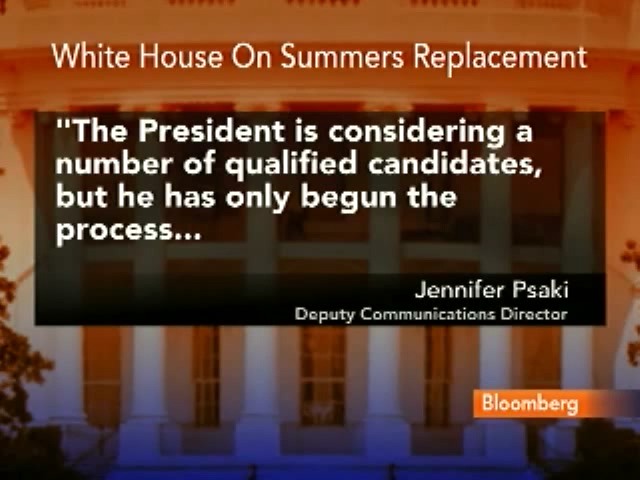 White House On Summers Replacement
"The President is considering a
number of qualified candidates,
but he has only begun the
process...
Jennifer Psaki
Deputy Communications Director
Bloomberg